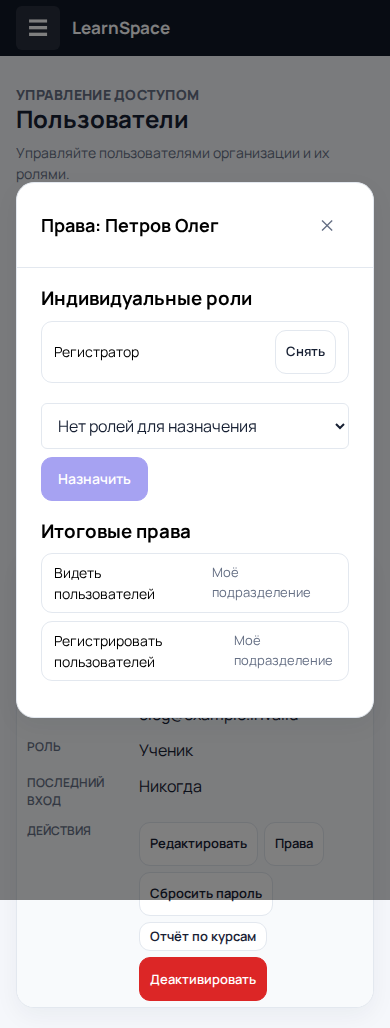 LearnSpace
УПРАВЛЕНИЕ ДОСТУПОМ
Пользователи
Управляйте пользователями организации и их
ролями.
Права: Петров Олег
Индивидуальные роли
Регистратор
Снять
Нет ролей для назначения
Назначить
Итоговые права
Видеть
пользователей
Моё
подразделение
Регистрировать
пользователей
Моё
подразделение
РОЛЬ
Ученик
ПОСЛЕДНИЙ
ВХОД
Никогда
ДЕЙСТВИЯ
Редактировать
Права
Сбросить пароль
Отчёт по курсам
Деактивировать